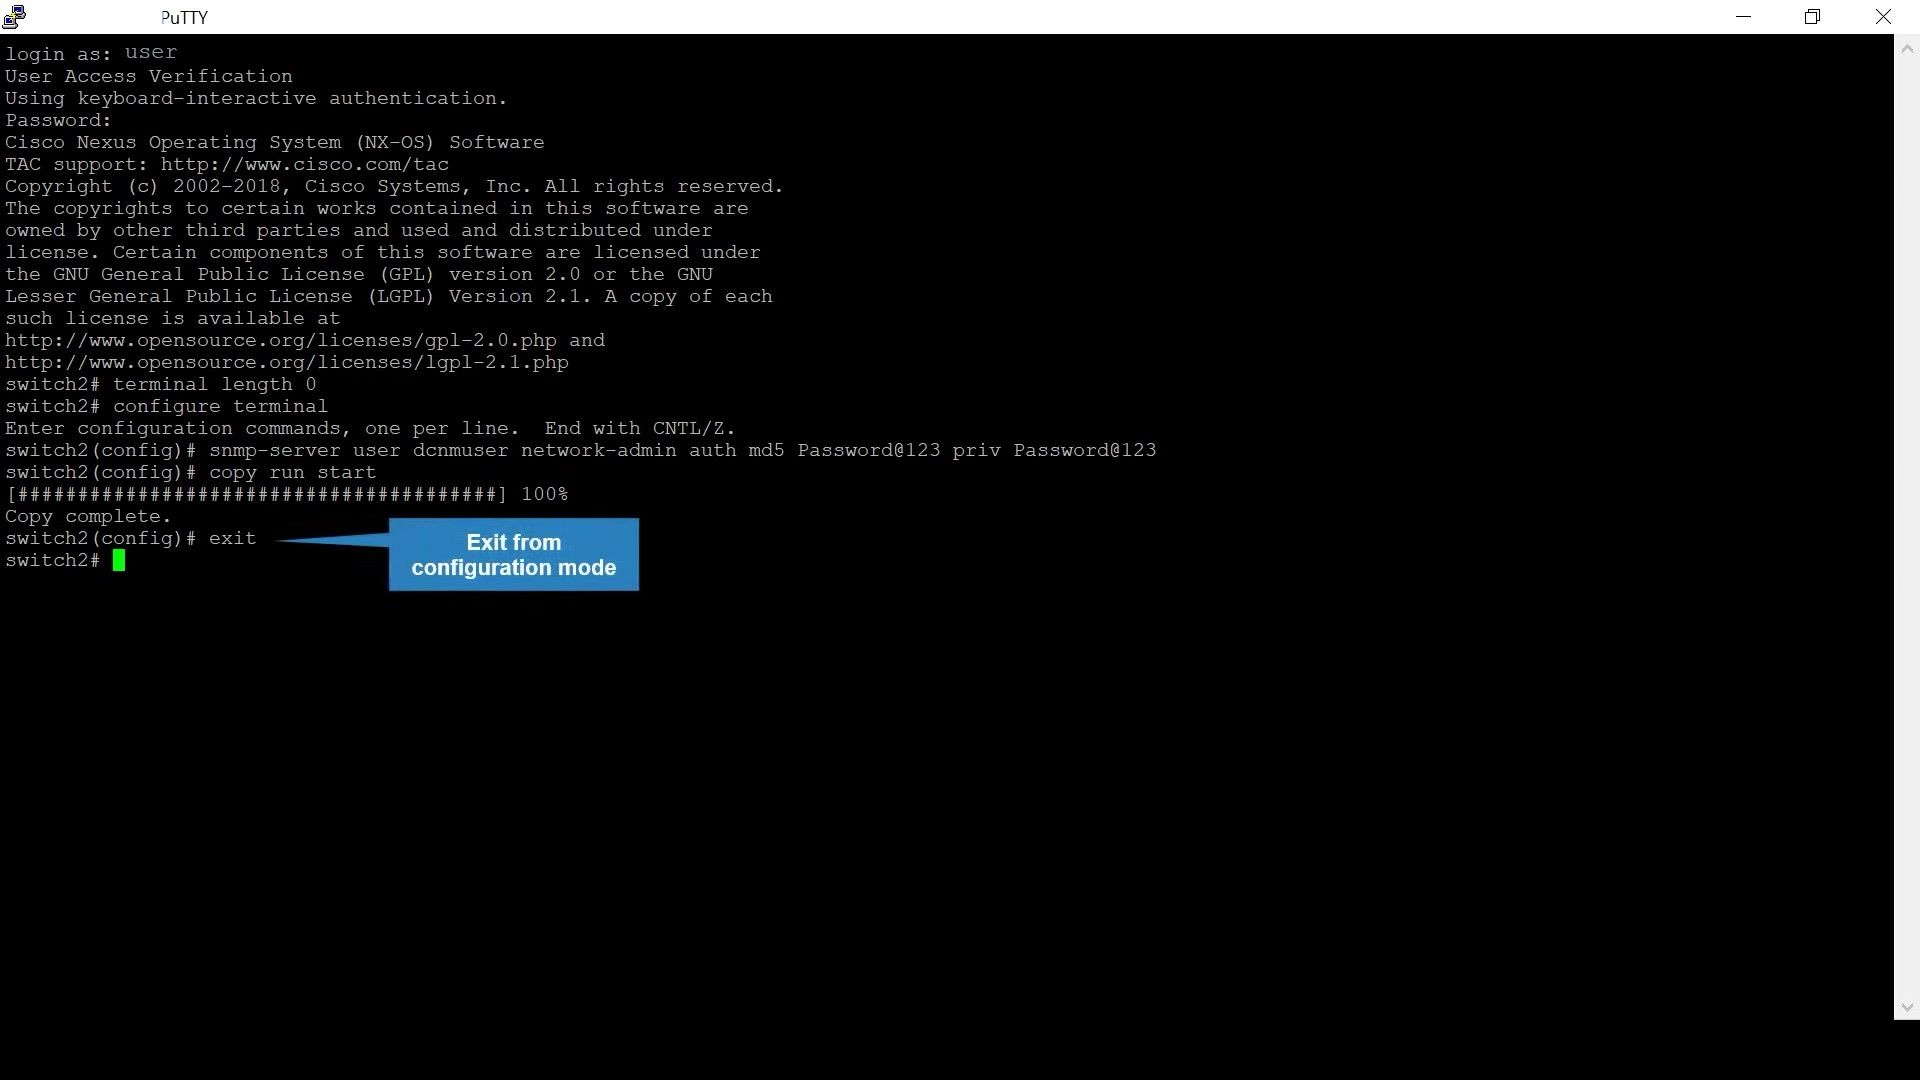 PuTTY
login as: user
User Access Verification
Using keyboard-interactive authentication.
Password:
Cisco Nexus Operating System (NX-OS) Software
TAC support: http://www.cisco.com/tac
Copyright (c) 2002-2018, Cisco Systems, Inc. All rights reserved.
The copyrights to certain works contained in this software are
owned by other third parties and used and distributed under
license. Certain components of this software are licensed under
the GNU General Public License (GPL) version 2.0 or the GNU
Lesser General Public License (LGPL) Version 2.1. A copy of each
such license is available at
http://www.opensource.org/licenses/gpl-2.0.php and
http://www.opensource.org/licenses/lgpl-2.1.php
switch2# terminal length 0
switch2# configure terminal
Enter configuration commands, one per line.  End with CNTL/Z.
switch2(config)# snmp-server user dcnmuser network-admin auth md5 Password@123 priv Password@123
switch2(config)# copy run start
[########################################] 100%
Copy complete.
switch2(config)# exit
switch2#
Exit from
configuration mode